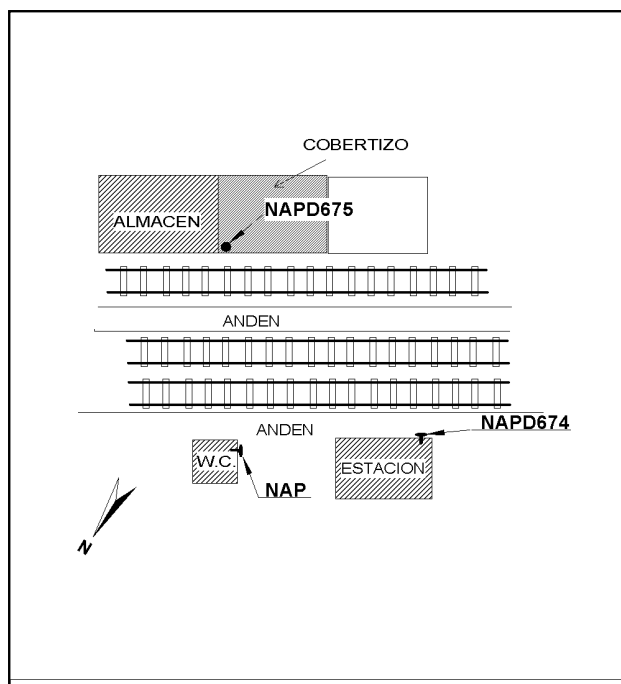 COBERTIZO
NAPD675
ALMACEN
ANDEN
ANDEN
NAPD674
W.C.
ESTACION
NAP
N